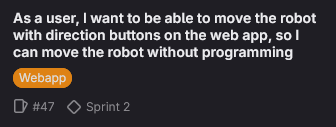 As a user, I want to be able to move the robot
with direction buttons on the web app, so I
can move the robot without programming
Webapp
#47 Sprint 2